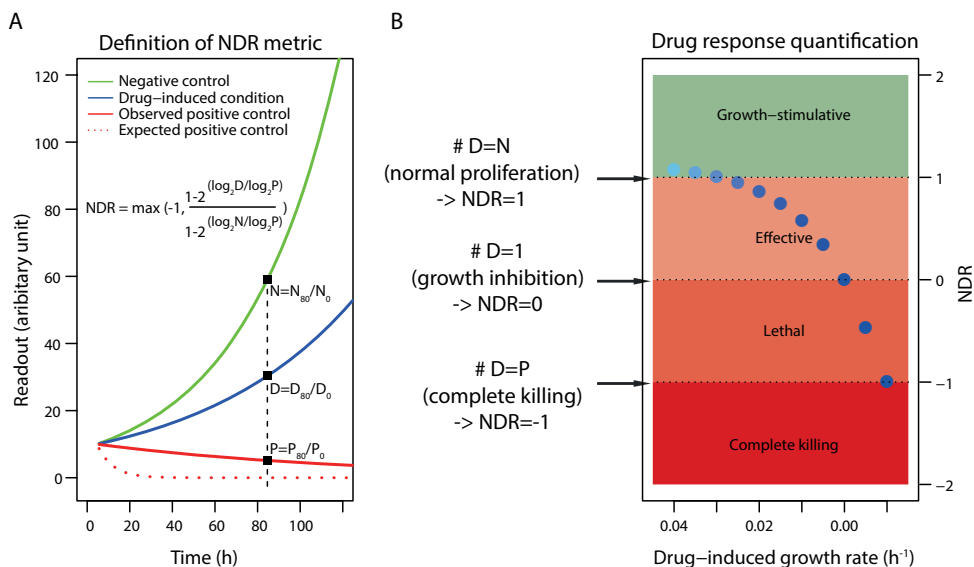 A
Definition of NDR metric
Readout (aribitary unit)
120
100
80
60
40
20
0
Negative control
Drug−induced condition
Observed positive control
Expected positive control
NDR = max (-1, 1-2^(log2D/log2P) / 1-2^(log2N/log2P) )
N=N80/N0
D=D80/D0
P=P80/P0
0 20 40 60 80 100
Time (h)
B
Drug response quantification
# D=N
(normal proliferation)
-> NDR=1
# D=1
(growth inhibition)
-> NDR=0
# D=P
(complete killing)
-> NDR=-1
Growth−stimulative
Effective
Lethal
Complete killing
2
1
0
−1
−2
NDR
0.04 0.02 0.00
Drug−induced growth rate (h-1)